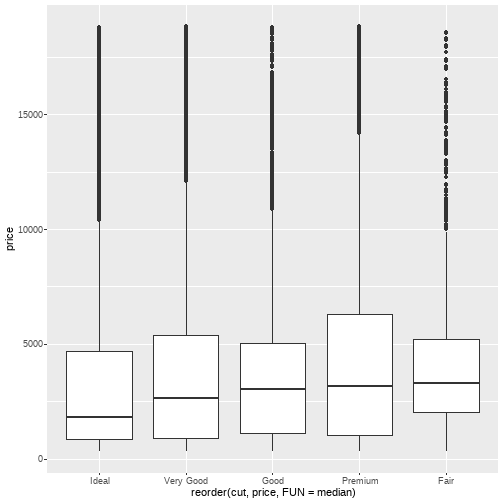 price
15000
10000
5000
0
Ideal Very Good Good Premium Fair
reorder(cut, price, FUN = median)